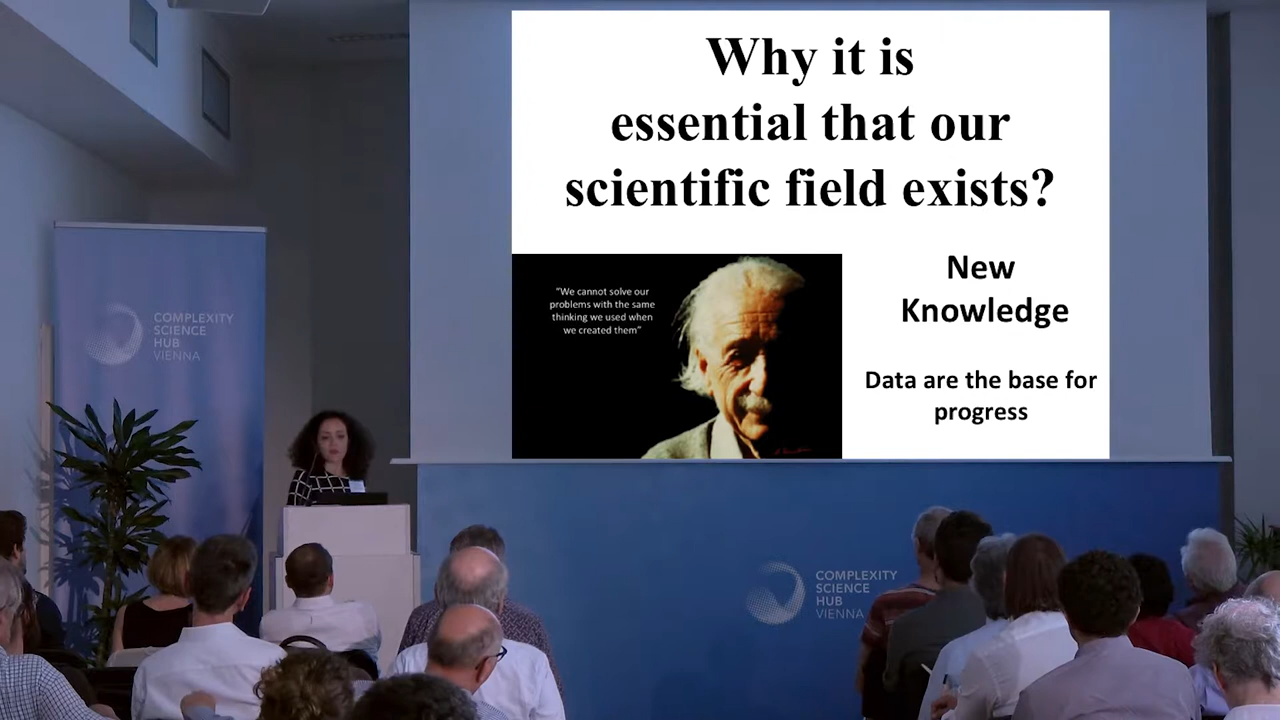 Why it is
essential that our
scientific field exists?
"We cannot solve our
problems with the same
thinking we used when
we created them"
New
Knowledge
Data are the base for
progress
COMPLEXITY
SCIENCE
HUB
VIENNA
COMPLEXITY
SCIENCE
HUB
VIENNA